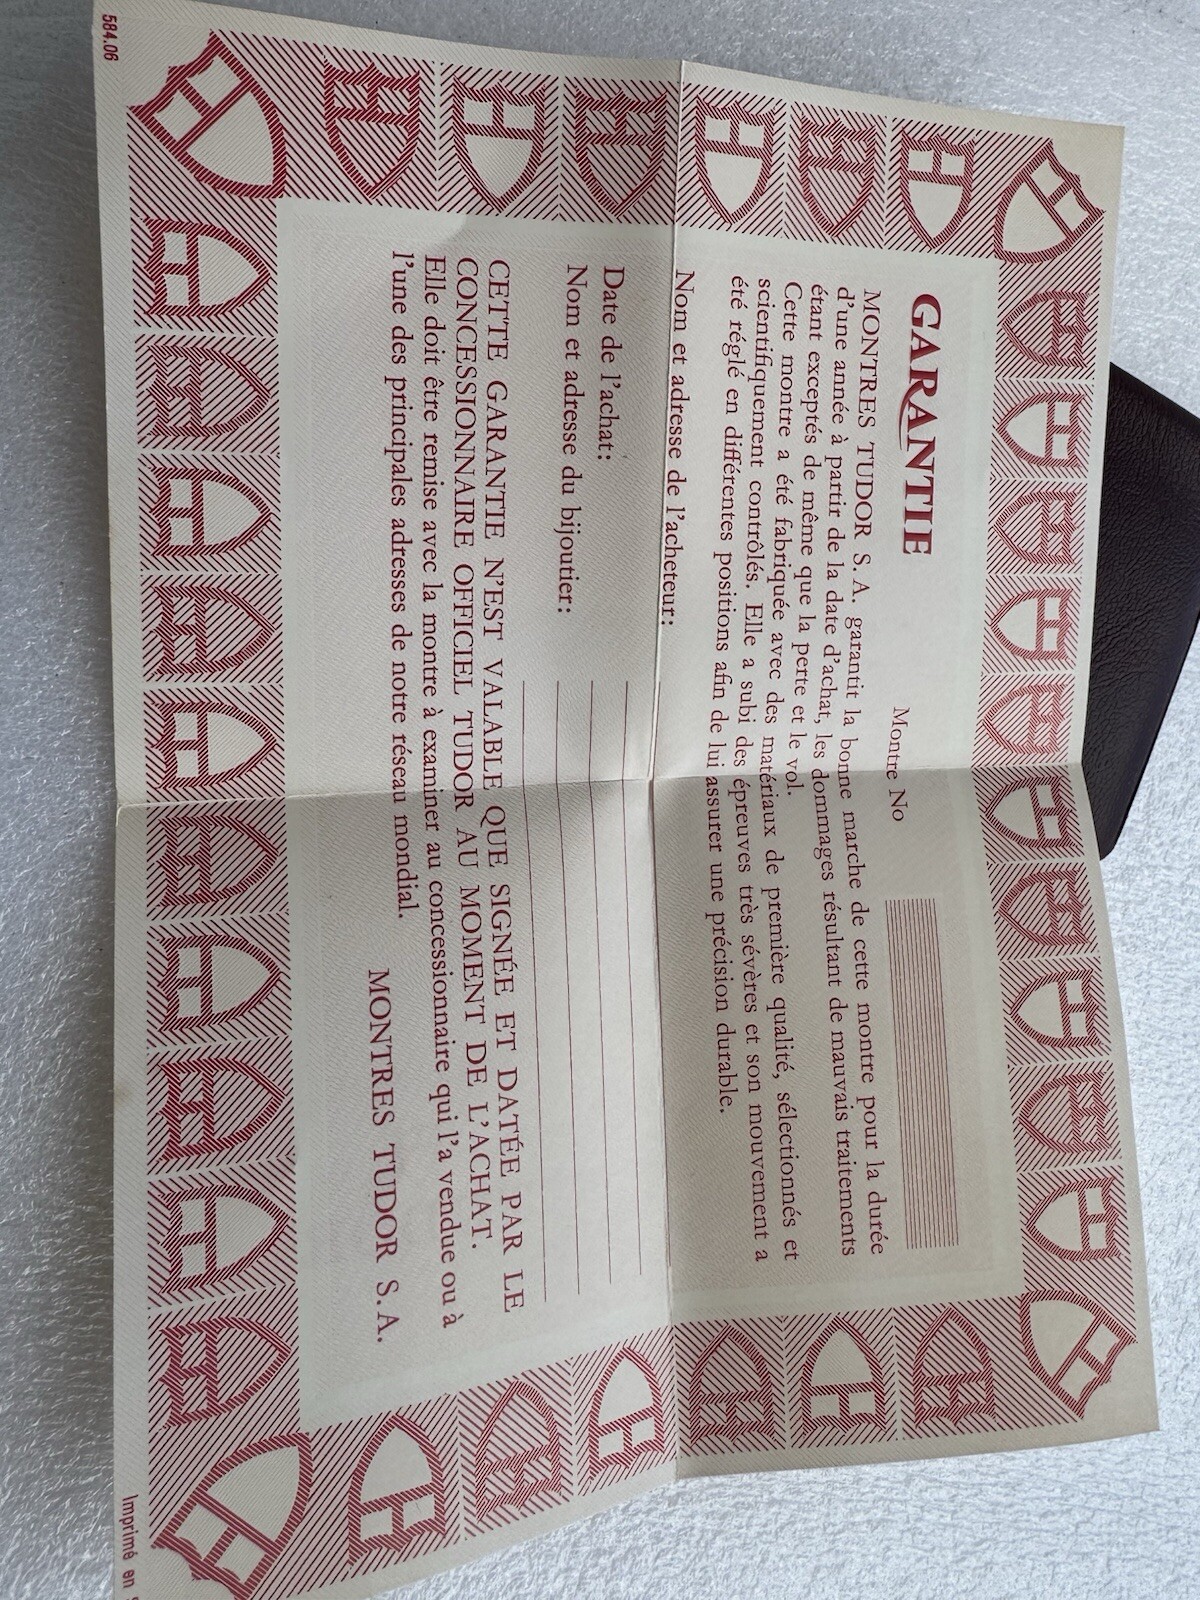 GARANTIE
Montre No
MONTRES TUDOR S. A. garantit la bonne marche de cette montre pour la durée
d'une année à partir de la date d'achat, les dommages résultant de mauvais traitements
étant exceptés de même que la perte et le vol.
Cette montre a été fabriquée avec des matériaux de première qualité, sélectionnés et
scientifiquement contrôlés. Elle a subi des épreuves très sévères et son mouvement a
été réglé en différentes positions afin de lui assurer une précision durable.
Nom et adresse de l'acheteur:
Date de l'achat:
Nom et adresse du bijoutier:
CETTE GARANTIE N'EST VALABLE QUE SIGNÉE ET DATÉE PAR LE
CONCESSIONNAIRE OFFICIEL TUDOR AU MOMENT DE L'ACHAT.
Elle doit être remise avec la montre à examiner au concessionnaire qui l'a vendue ou à
l'une des principales adresses de notre réseau mondial.
MONTRES TUDOR S. A.
584.06
Imprimé en